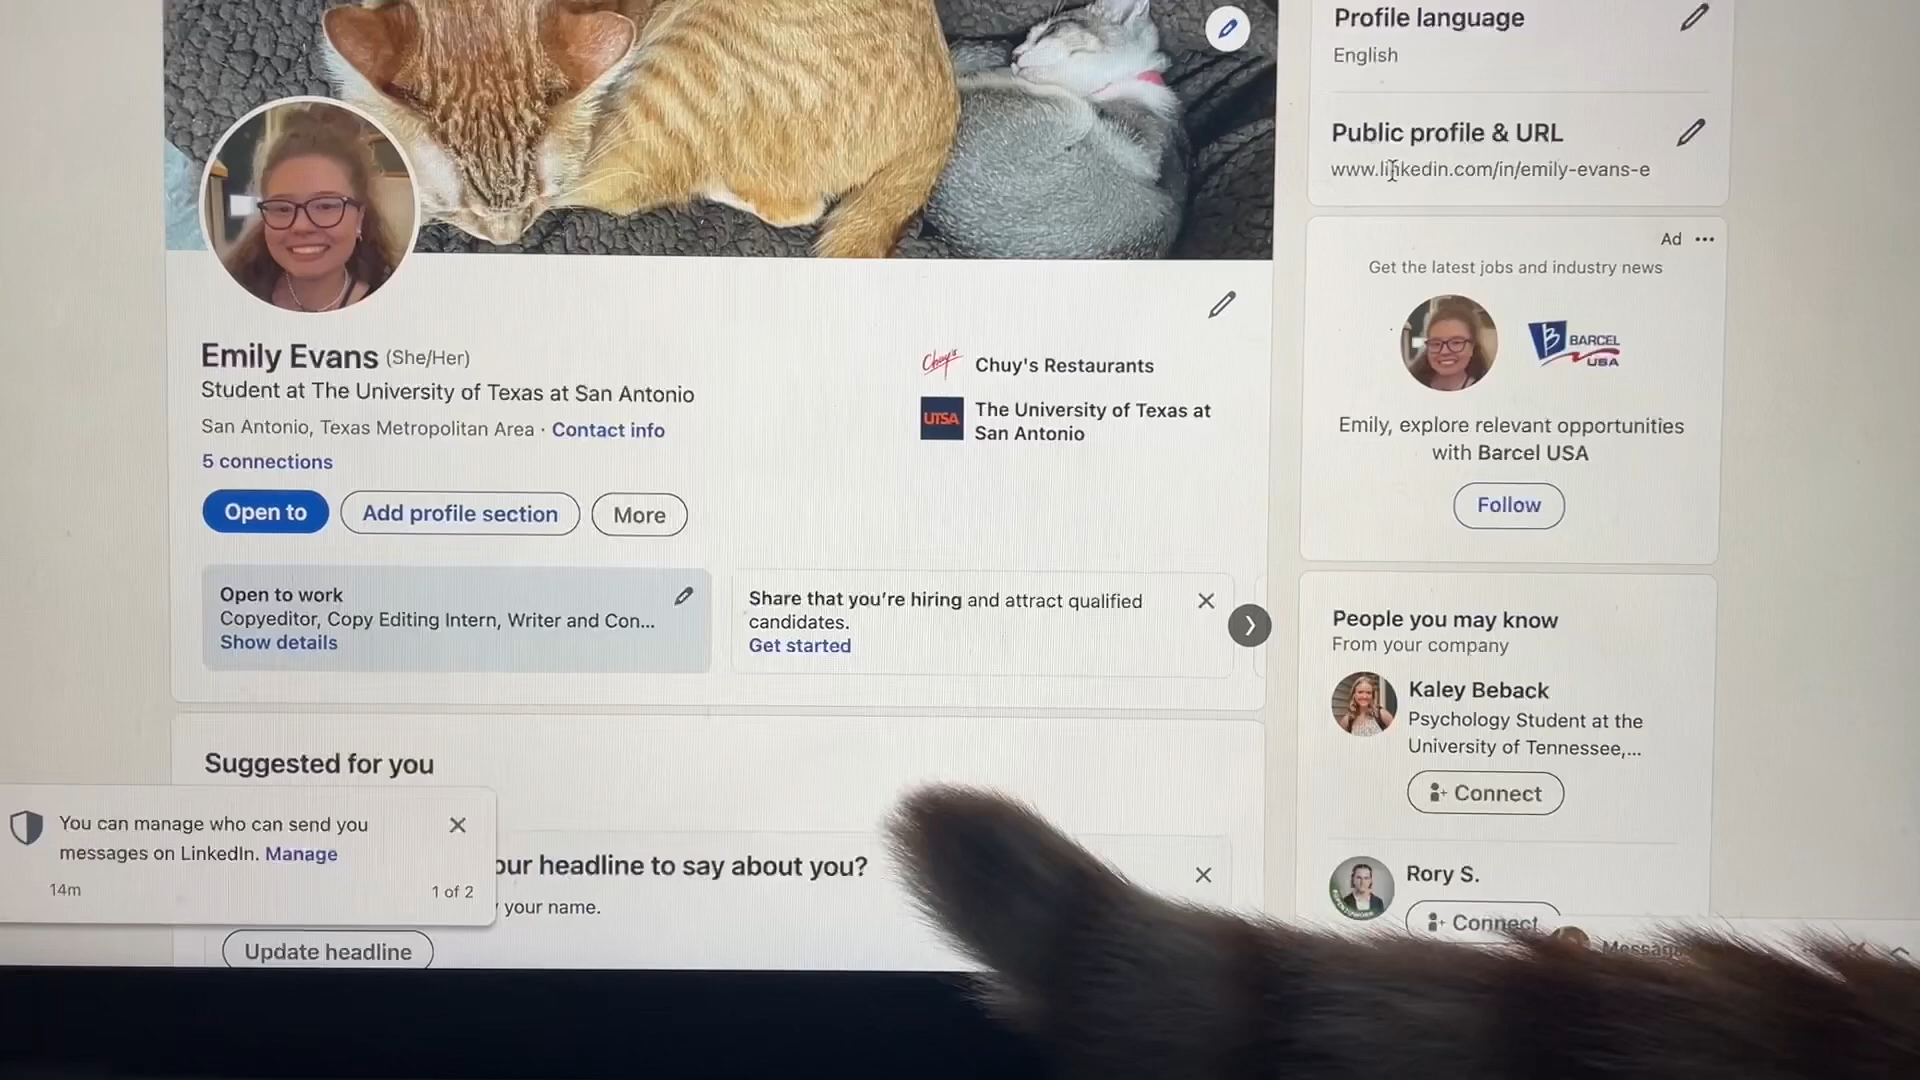 Profile language
English
Public profile & URL
www.linkedin.com/in/emily-evans-e
Ad
Get the latest jobs and industry news
BARCEL
USA
Emily, explore relevant opportunities
with Barcel USA
Follow
Emily Evans (She/Her)
Student at The University of Texas at San Antonio
San Antonio, Texas Metropolitan Area · Contact info
5 connections
Chuy's
Chuy's Restaurants
UTSA
The University of Texas at
San Antonio
Open to
Add profile section
More
Open to work
Copyeditor, Copy Editing Intern, Writer and Con...
Show details
Share that you're hiring and attract qualified
candidates.
Get started
People you may know
From your company
Kaley Beback
Psychology Student at the
University of Tennessee,...
Connect
Rory S.
Connect
Suggested for you
You can manage who can send you
messages on LinkedIn. Manage
14m
1 of 2
our headline to say about you?
your name.
Update headline